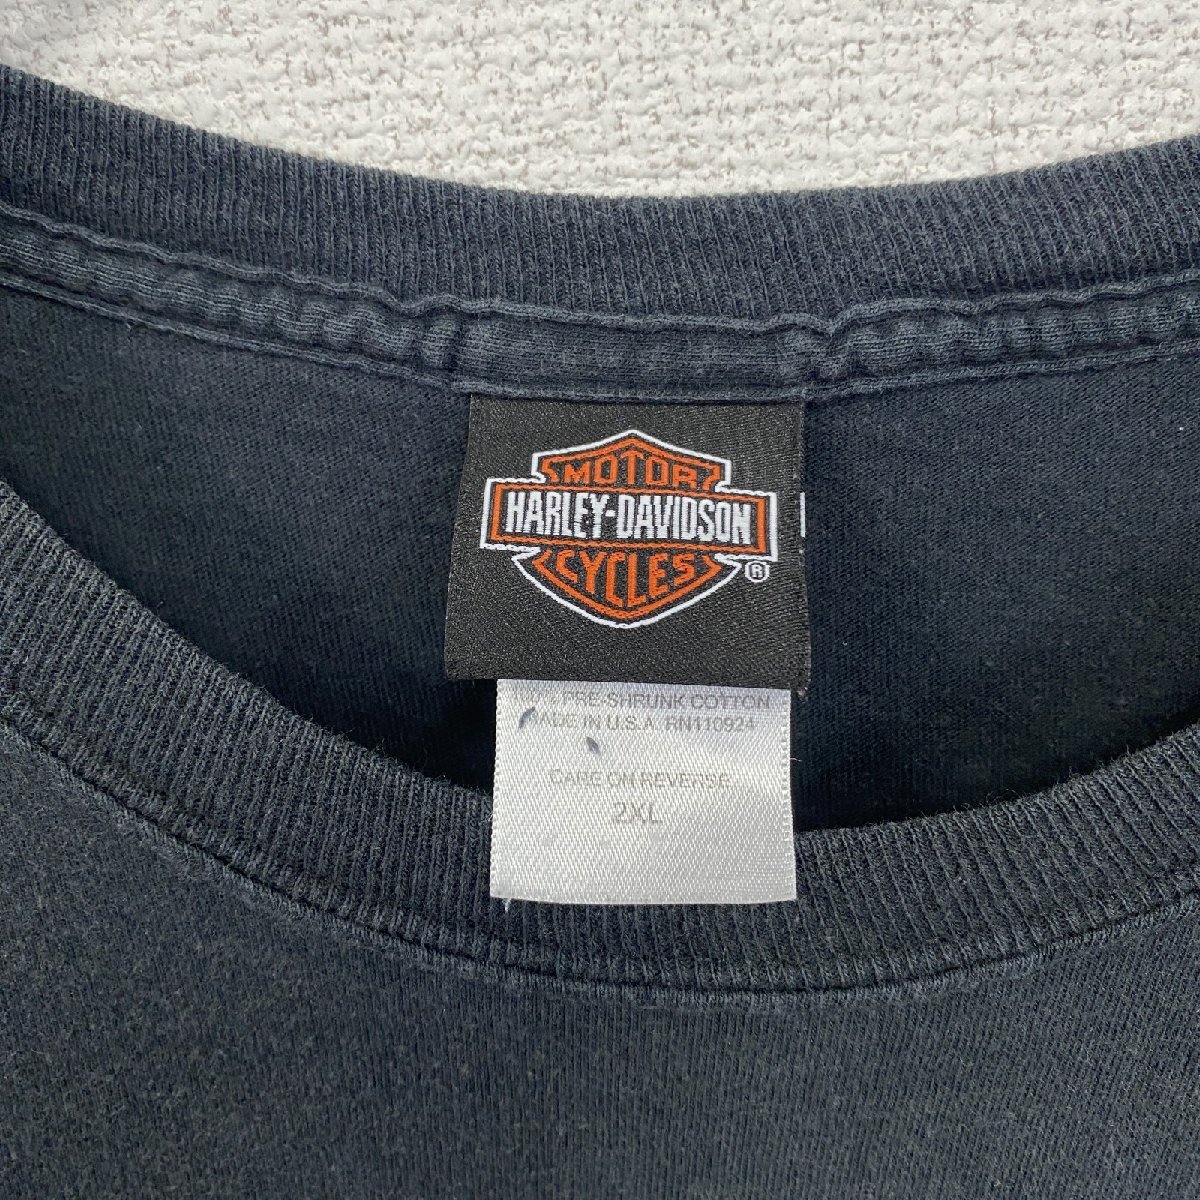 MOTOR
HARLEY-DAVIDSON
CYCLES ®
PRE-SHRUNK COTTON
MADE IN U.S.A. RN110924
CARE ON REVERSE
2XL